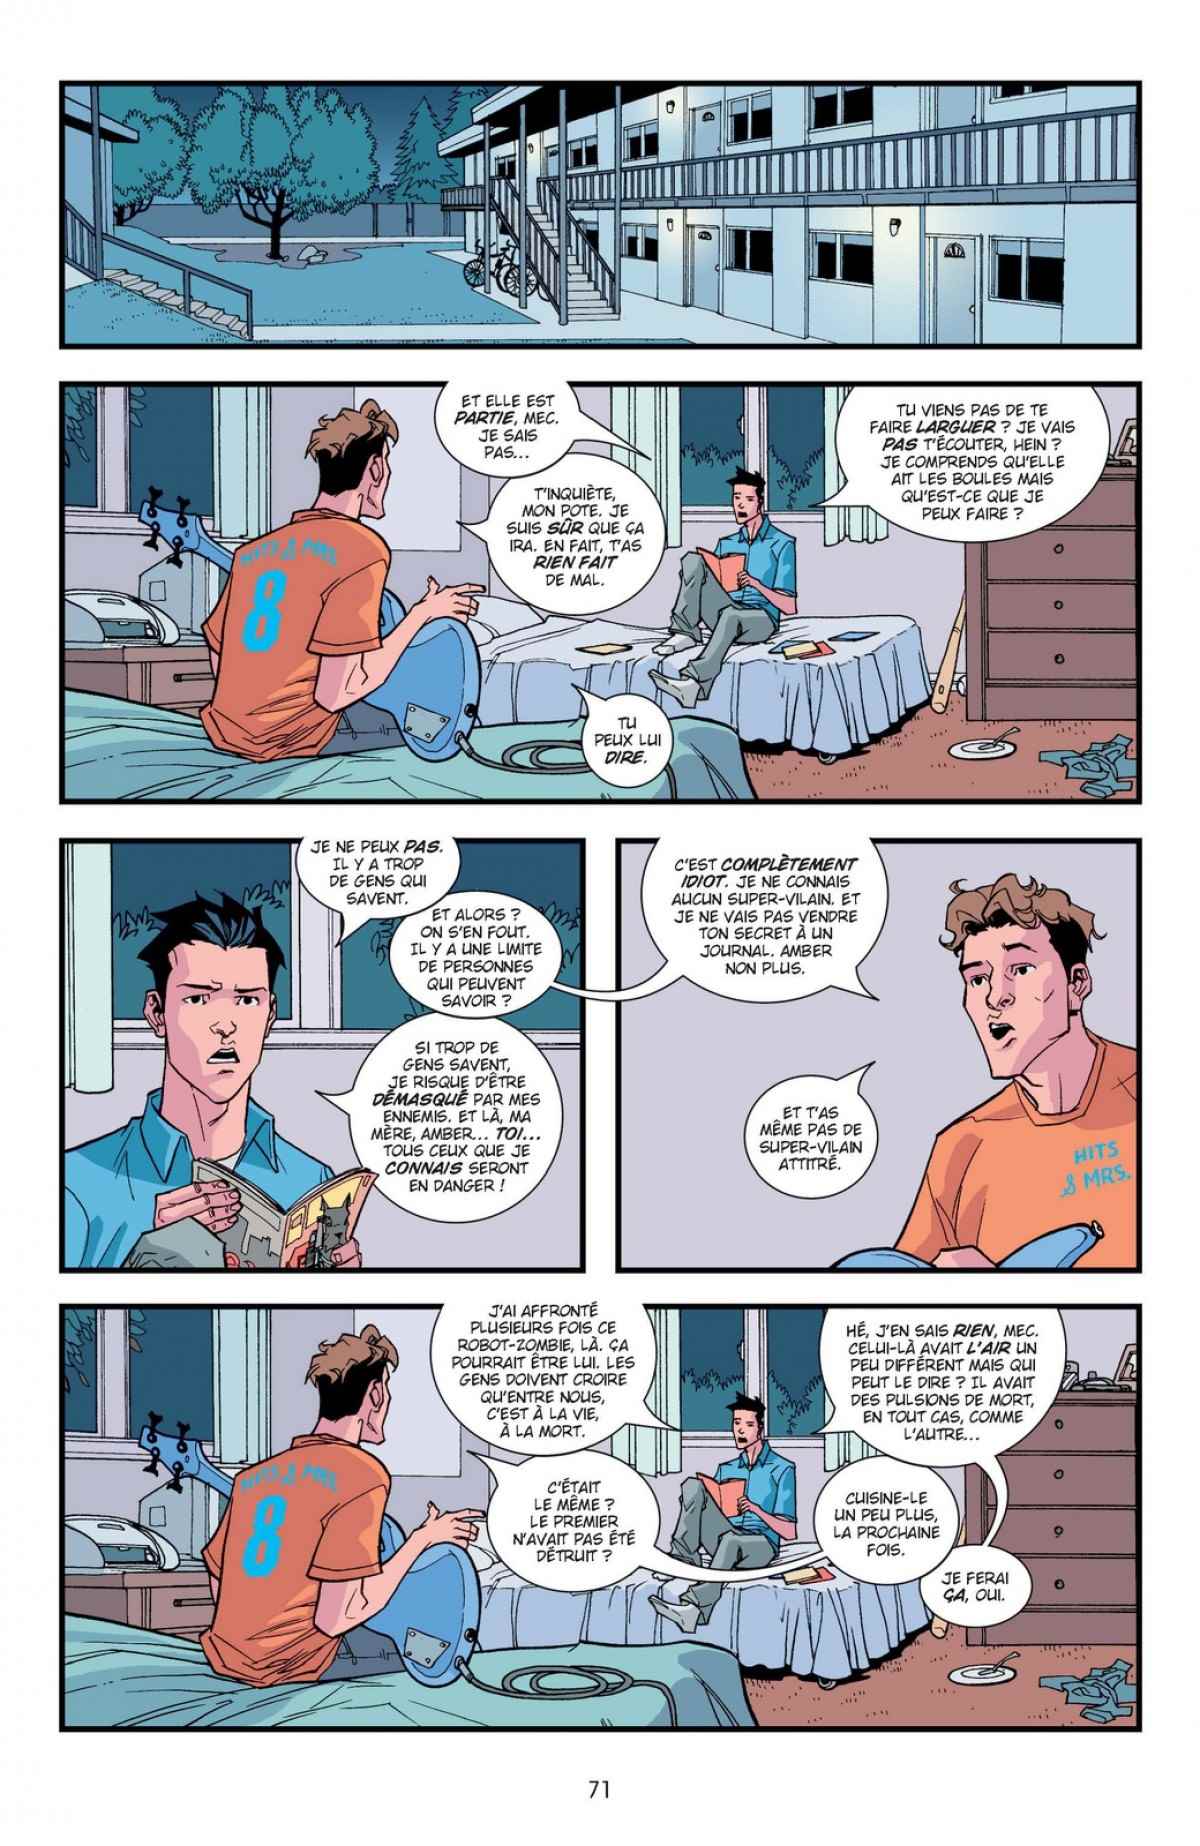 ET ELLE EST
PARTIE, MEC.
JE SAIS
PAS...
T'INQUIÈTE,
MON POTE. JE
SUIS SÛR QUE ÇA
IRA. EN FAIT, T'AS
RIEN FAIT
DE MAL.
TU VIENS PAS DE TE
FAIRE LARGUER ? JE VAIS
PAS T'ÉCOUTER, HEIN ?
JE COMPRENDS QU'ELLE
AIT LES BOULES MAIS
QU'EST-CE QUE JE
PEUX FAIRE ?
TU
PEUX LUI
DIRE.
HITS & MRS.
8
JE NE PEUX PAS.
IL Y A TROP
DE GENS QUI
SAVENT.
ET ALORS ?
ON S'EN FOUT.
IL Y A UNE LIMITE
DE PERSONNES
QUI PEUVENT
SAVOIR ?
SI TROP DE
GENS SAVENT,
JE RISQUE D'ÊTRE
DÉMASQUÉ PAR MES
ENNEMIS. ET LÀ, MA
MÈRE, AMBER... TOI...
TOUS CEUX QUE JE
CONNAIS SERONT
EN DANGER !
C'EST COMPLÈTEMENT
IDIOT. JE NE CONNAIS
AUCUN SUPER-VILAIN. ET
JE NE VAIS PAS VENDRE
TON SECRET À UN
JOURNAL. AMBER
NON PLUS.
ET T'AS
MÊME PAS DE
SUPER-VILAIN
ATTITRÉ.
HITS
& MRS.
J'AI AFFRONTÉ
PLUSIEURS FOIS CE
ROBOT-ZOMBIE, LÀ. ÇA
POURRAIT ÊTRE LUI. LES
GENS DOIVENT CROIRE
QU'ENTRE NOUS,
C'EST À LA VIE,
À LA MORT.
C'ÉTAIT
LE MÊME ?
LE PREMIER
N'AVAIT PAS ÉTÉ
DÉTRUIT ?
HÉ, J'EN SAIS RIEN, MEC.
CELUI-LÀ AVAIT L'AIR UN
PEU DIFFÉRENT MAIS QUI
PEUT LE DIRE ? IL AVAIT
DES PULSIONS DE MORT,
EN TOUT CAS, COMME
L'AUTRE...
CUISINE-LE
UN PEU PLUS,
LA PROCHAINE
FOIS.
JE FERAI
ÇA, OUI.
HITS & MRS.
8
71